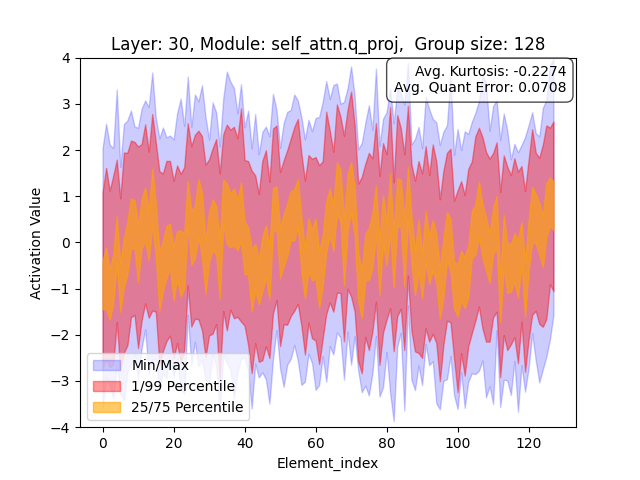 Layer: 30, Module: self_attn.q_proj,  Group size: 128
Avg. Kurtosis: -0.2274
Avg. Quant Error: 0.0708
Activation Value
4
3
2
1
0
−1
−2
−3
−4
Min/Max
1/99 Percentile
25/75 Percentile
0 20 40 60 80 100 120
Element_index